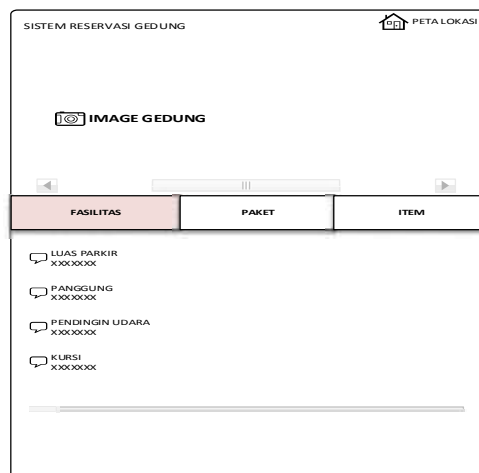 SISTEM RESERVASI GEDUNG
PETA LOKASI
IMAGE GEDUNG
FASILITAS
PAKET
ITEM
LUAS PARKIR
XXXXXXX
PANGGUNG
XXXXXXX
PENDINGIN UDARA
XXXXXXX
KURSI
XXXXXXX